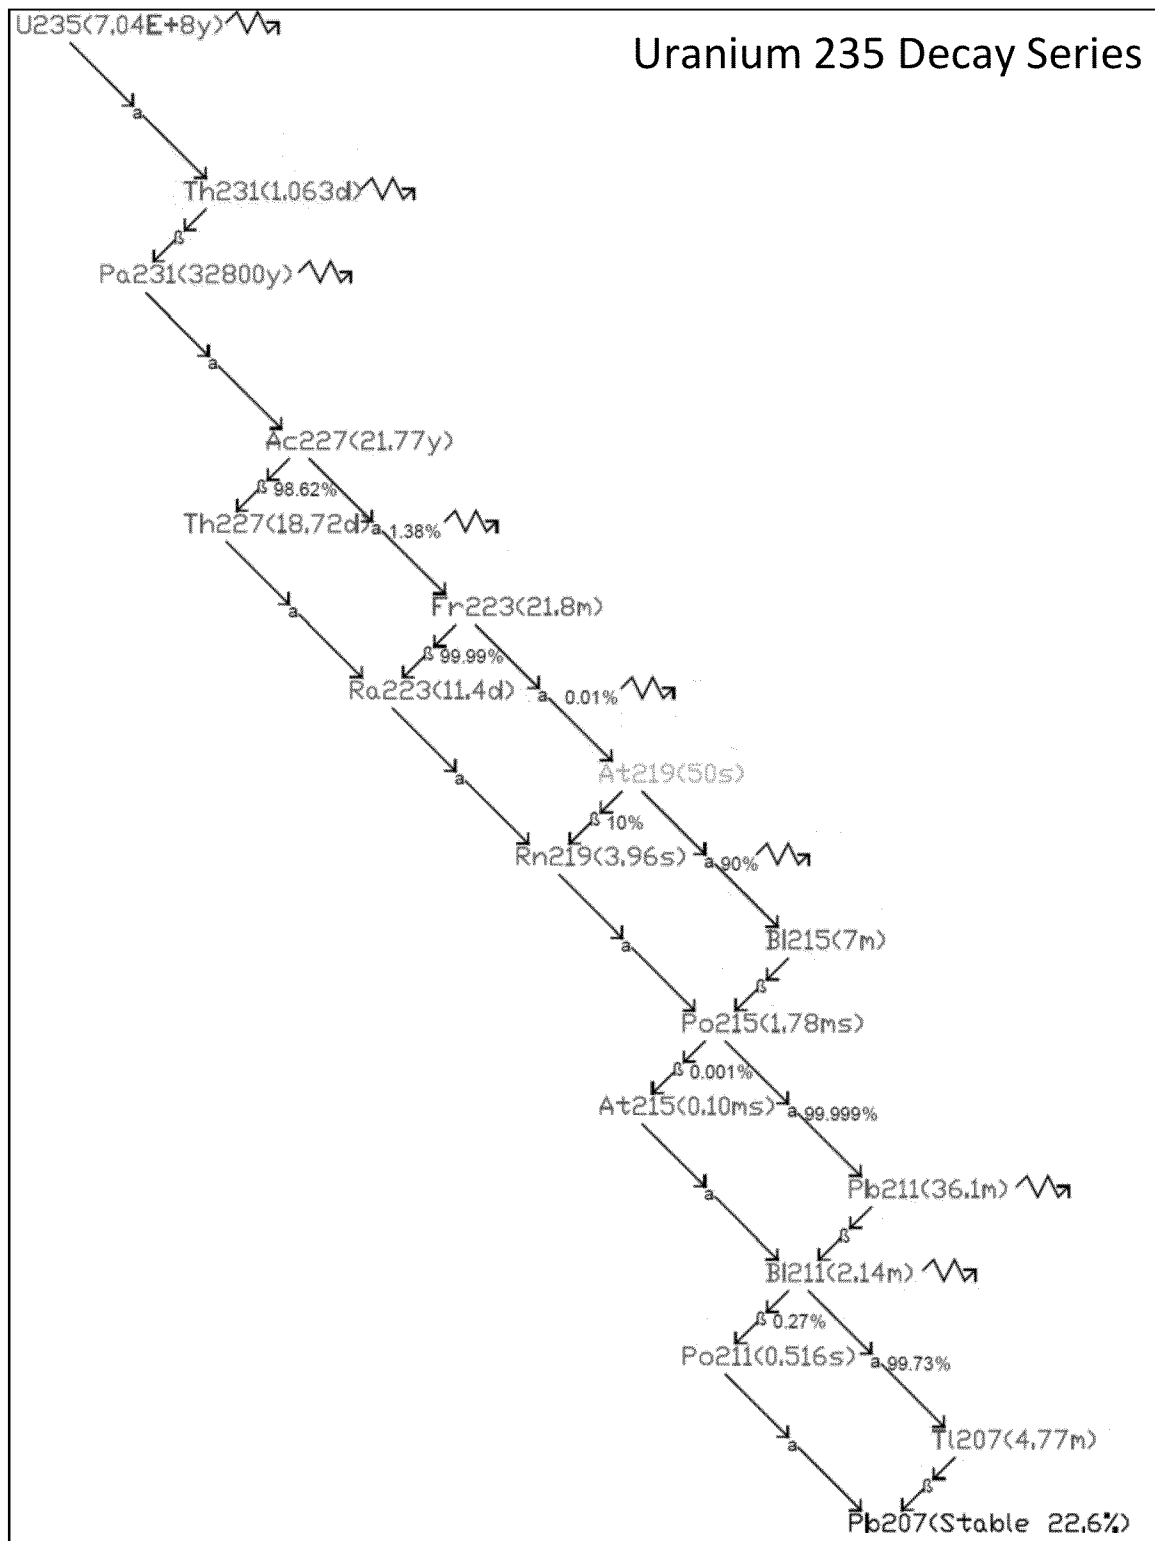 U235(7.04E+8y)
Uranium 235 Decay Series
a
Th231(1.063d)
ß
Pa231(32800y)
a
Ac227(21.77y)
ß 98.62%
Th227(18.72d)
a 1.38%
a
Fr223(21.8m)
ß 99.99%
Ra223(11.4d)
a 0.01%
a
At219(50s)
ß 10%
Rn219(3.96s)
a 90%
a
BI215(7m)
ß
Po215(1.78ms)
ß 0.001%
At215(0.10ms)
a 99.999%
a
Pb211(36.1m)
ß
BI211(2.14m)
ß 0.27%
Po211(0.516s)
a 99.73%
a
Tl207(4.77m)
ß
Pb207(Stable 22.6%)